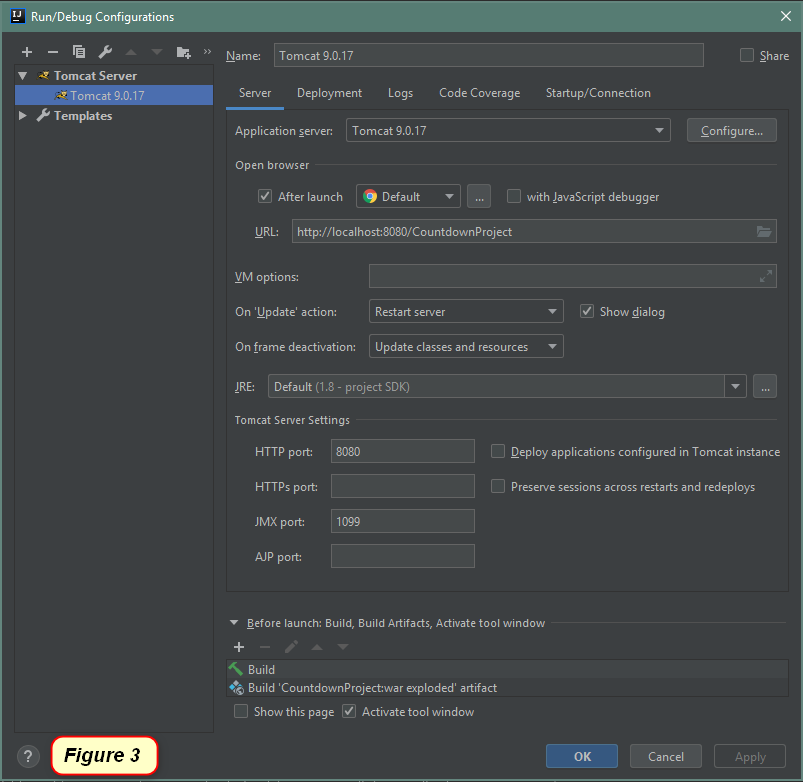 Run/Debug Configurations
Tomcat Server
Tomcat 9.0.17
Templates
Name: Tomcat 9.0.17 Share
Server Deployment Logs Code Coverage Startup/Connection
Application server: Tomcat 9.0.17 Configure...
Open browser
After launch Default ... with JavaScript debugger
URL: http://localhost:8080/CountdownProject
VM options:
On 'Update' action: Restart server Show dialog
On frame deactivation: Update classes and resources
JRE: Default (1.8 - project SDK) ...
Tomcat Server Settings
HTTP port: 8080 Deploy applications configured in Tomcat instance
HTTPs port: Preserve sessions across restarts and redeploys
JMX port: 1099
AJP port:
Before launch: Build, Build Artifacts, Activate tool window
Build
Build 'CountdownProject:war exploded' artifact
Show this page Activate tool window
? Figure 3 OK Cancel Apply